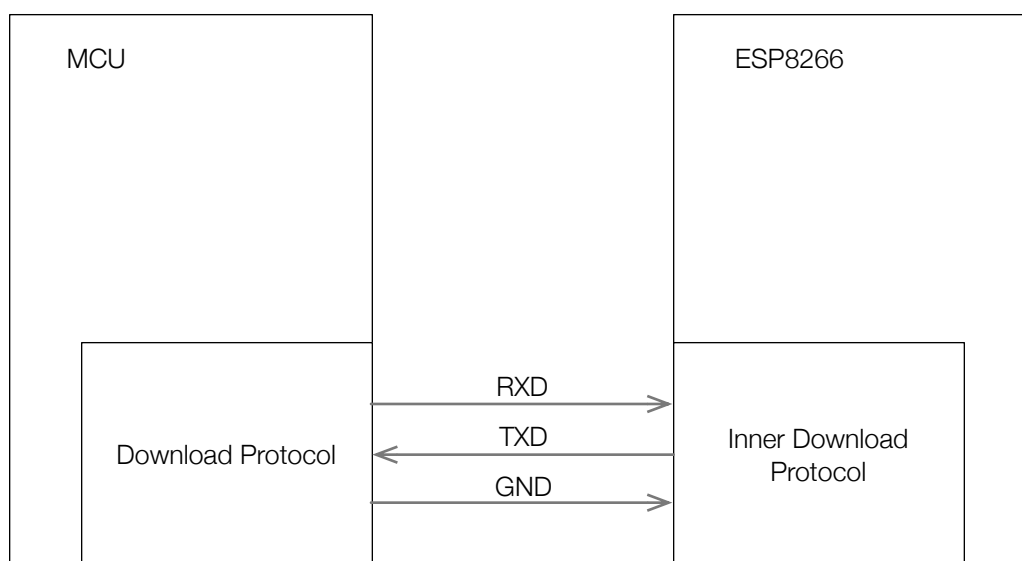 MCU
ESP8266
RXD
TXD
GND
Download Protocol
Inner Download
Protocol